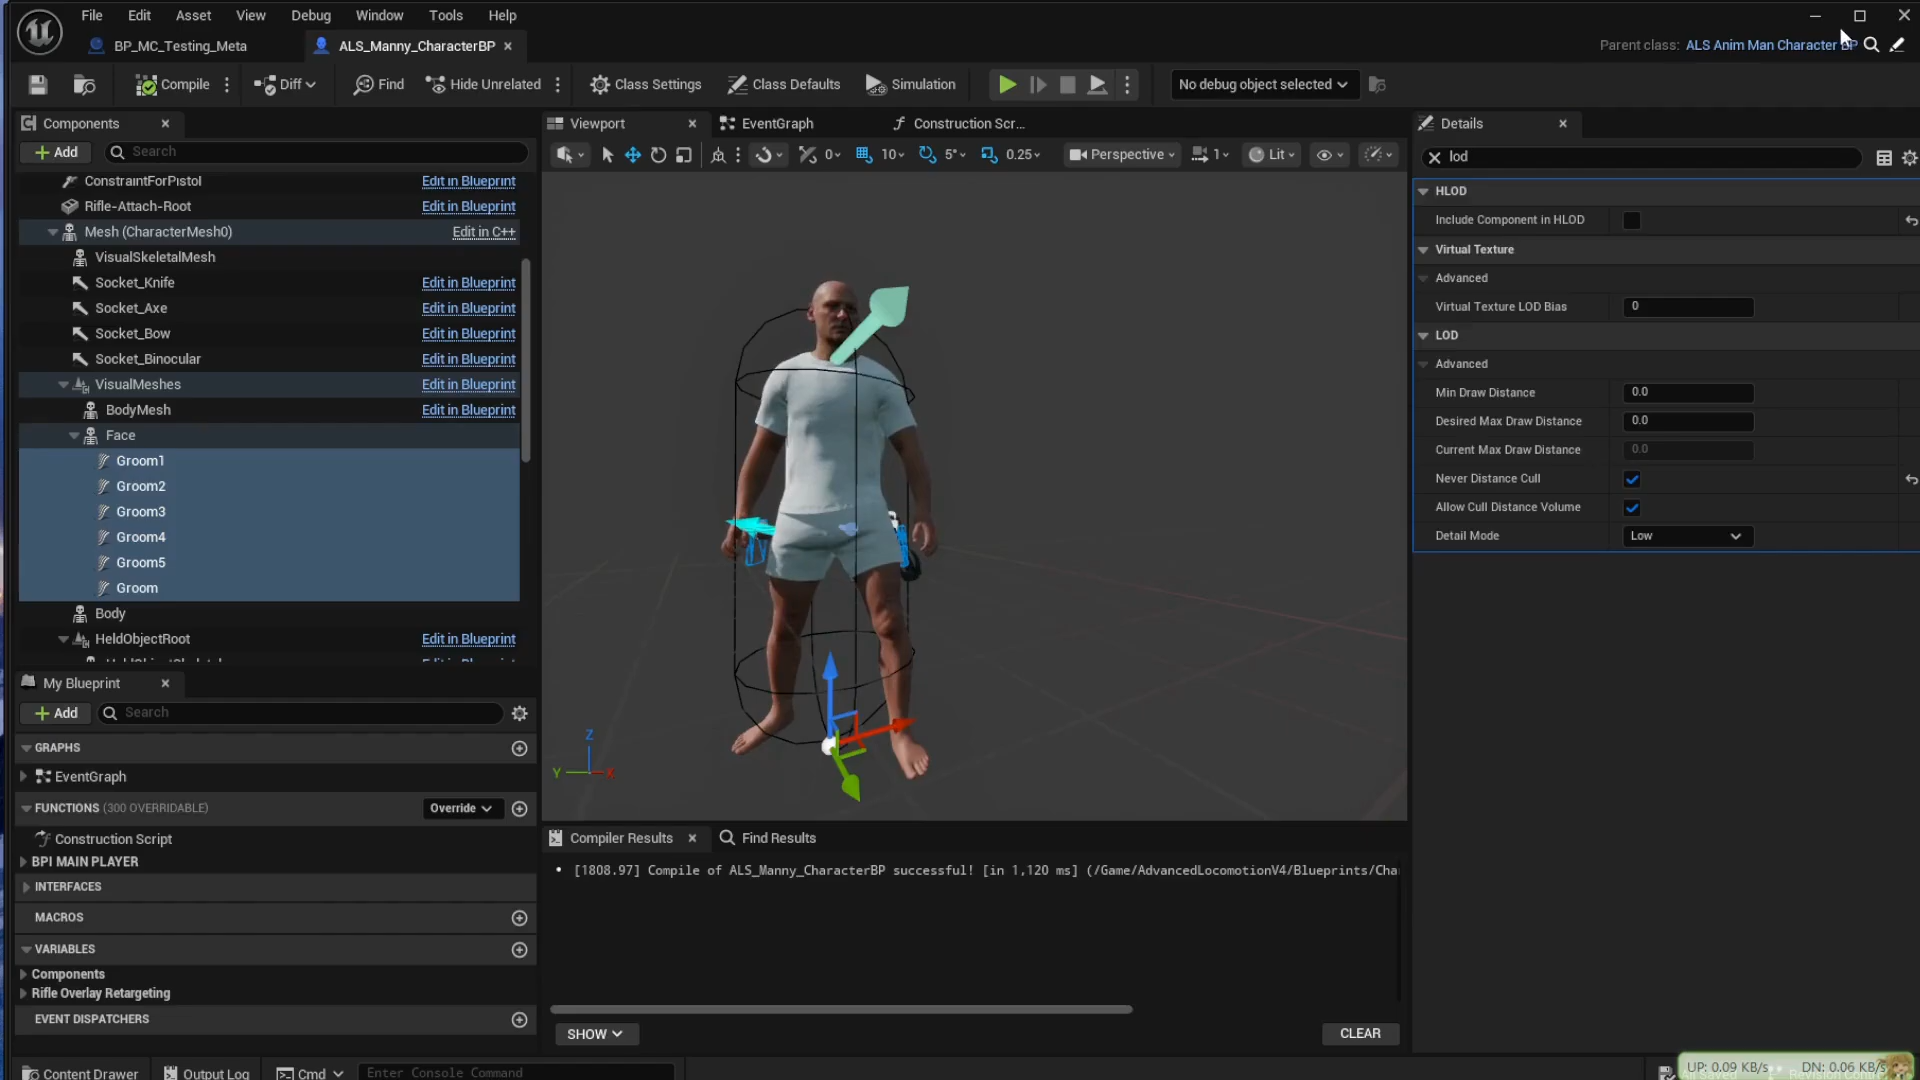 File Edit Asset View Debug Window Tools Help
BP_MC_Testing_Meta
ALS_Manny_CharacterBP
Parent class: ALS Anim Man Character BP
Compile
Diff
Find
Hide Unrelated
Class Settings
Class Defaults
Simulation
No debug object selected
Components
Add
Search
ConstraintForPistol Edit in Blueprint
Rifle-Attach-Root Edit in Blueprint
Mesh (CharacterMesh0) Edit in C++
VisualSkeletalMesh
Socket_Knife Edit in Blueprint
Socket_Axe Edit in Blueprint
Socket_Bow Edit in Blueprint
Socket_Binocular Edit in Blueprint
VisualMeshes Edit in Blueprint
BodyMesh Edit in Blueprint
Face
Groom1
Groom2
Groom3
Groom4
Groom5
Groom
Body
HeldObjectRoot Edit in Blueprint
My Blueprint
Add
Search
GRAPHS
EventGraph
FUNCTIONS (300 OVERRIDABLE) Override
Construction Script
BPI MAIN PLAYER
INTERFACES
MACROS
VARIABLES
Components
Rifle Overlay Retargeting
EVENT DISPATCHERS
Viewport
EventGraph
Construction Scr...
0
10
5°
0.25
Perspective
1
Lit
Z
Y
X
Compiler Results
Find Results
[1808.97] Compile of ALS_Manny_CharacterBP successful! [in 1,120 ms] (/Game/AdvancedLocomotionV4/Blueprints/Cha
SHOW
CLEAR
Details
lod
HLOD
Include Component in HLOD
Virtual Texture
Advanced
Virtual Texture LOD Bias 0
LOD
Advanced
Min Draw Distance 0.0
Desired Max Draw Distance 0.0
Current Max Draw Distance 0.0
Never Distance Cull
Allow Cull Distance Volume
Detail Mode Low
Content Drawer
Output Log
Cmd
Enter Console Command
UP: 0.09 KB/s DN: 0.06 KB/s